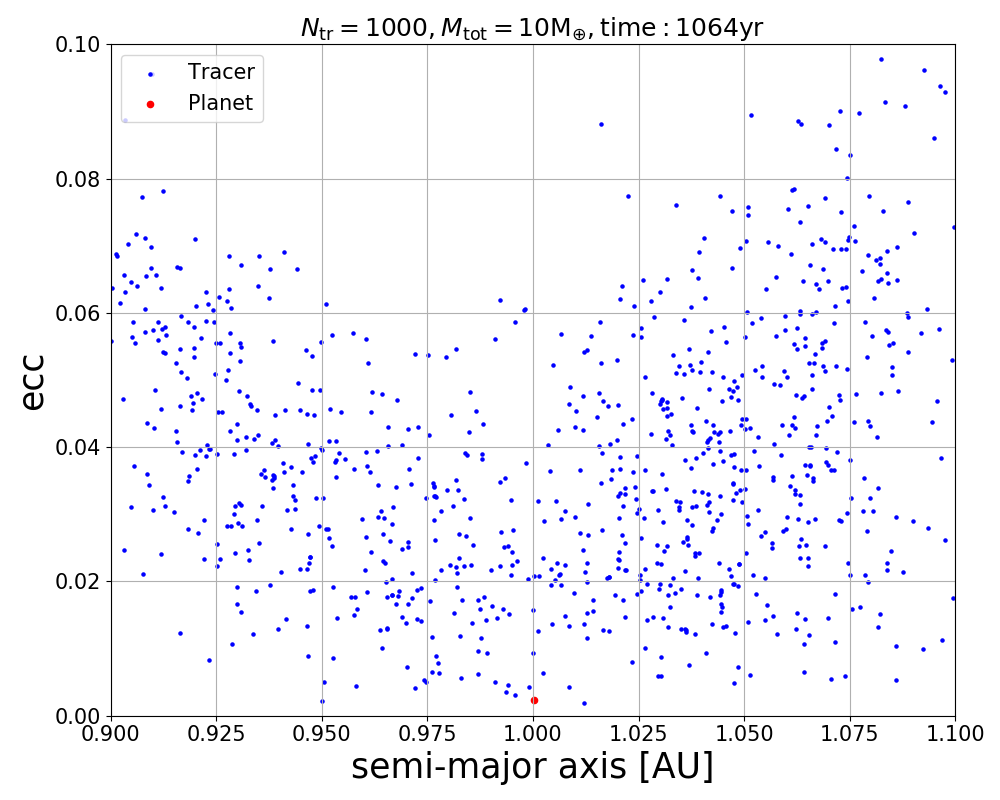 N_tr = 1000, M_tot = 10M_⊕, time : 1064yr
Tracer
Planet
ecc
0.10
0.08
0.06
0.04
0.02
0.00
0.900 0.925 0.950 0.975 1.000 1.025 1.050 1.075 1.100
semi-major axis [AU]